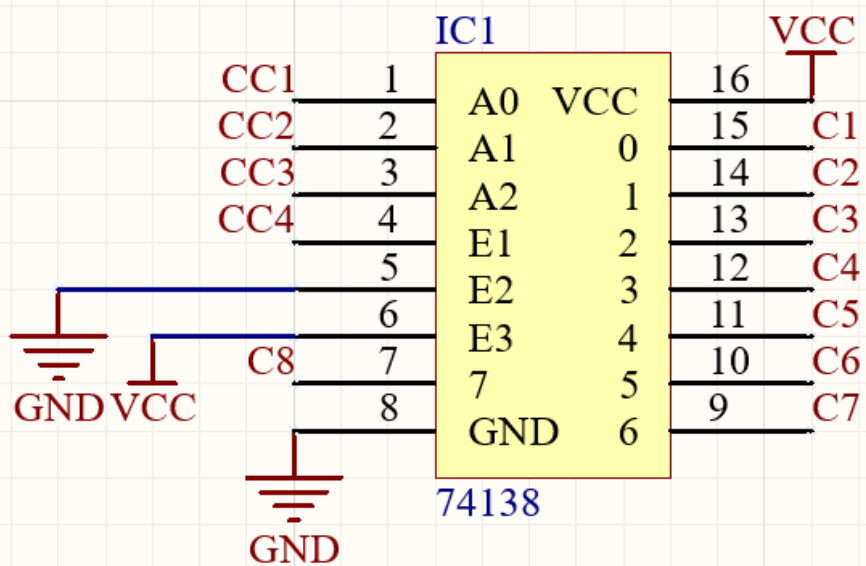 IC1
VCC
CC1 1 A0 VCC 16
CC2 2 A1 0 15 C1
CC3 3 A2 1 14 C2
CC4 4 E1 2 13 C3
5 E2 3 12 C4
6 E3 4 11 C5
C8 7 7 5 10 C6
GND VCC 8 GND 6 9 C7
74138
GND